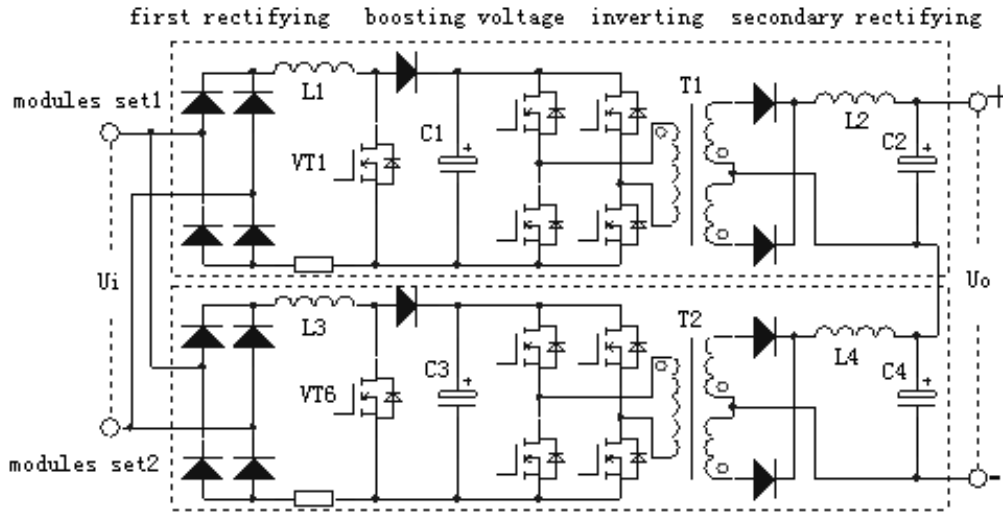 first rectifying boosting voltage inverting secondary rectifying
modules set1
L1
VT1
C1
T1
L2
C2
+
+
+
Ui
Uo
L3
VT6
C3
T2
L4
C4
+
+
-
modules set2